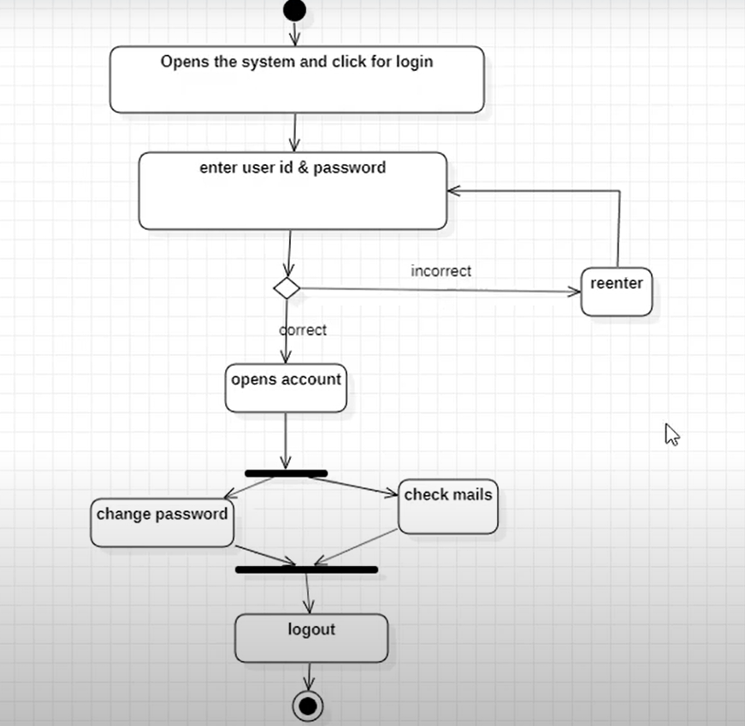 Opens the system and click for login
enter user id & password
incorrect
reenter
correct
opens account
check mails
change password
logout